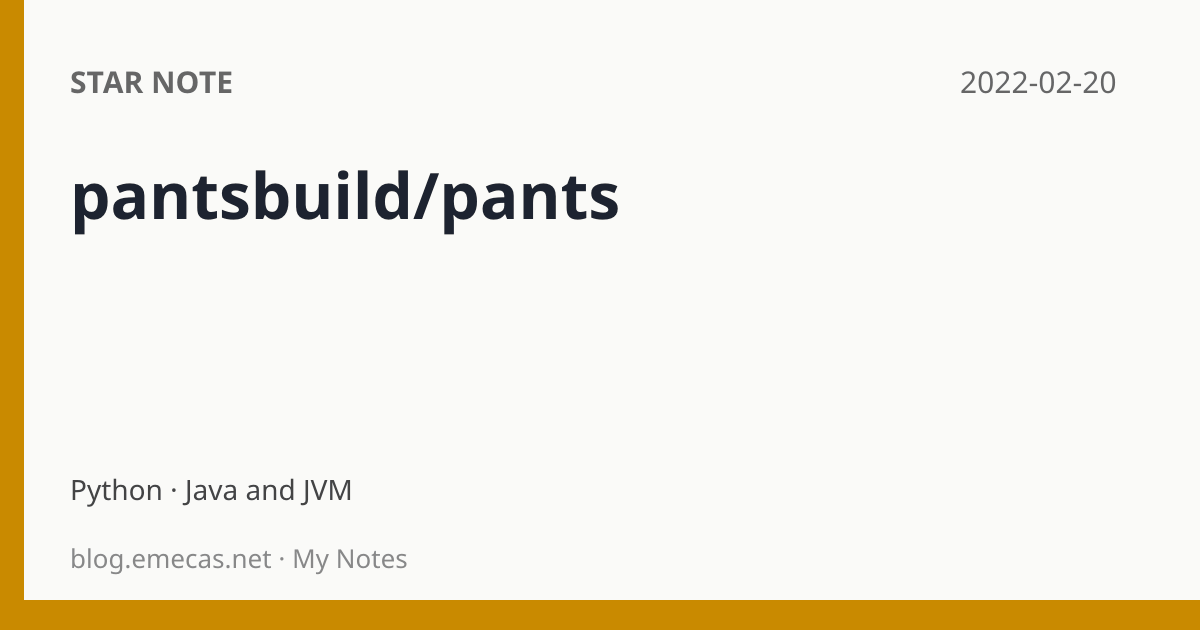 STAR NOTE
2022-02-20
pantsbuild/pants
Python · Java and JVM
blog.emecas.net · My Notes